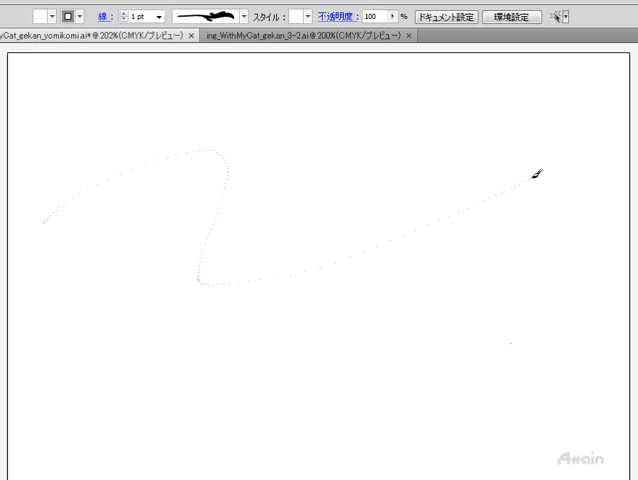 線： 1 pt スタイル： 不透明度： 100 % ドキュメント設定 環境設定
yCat_gekan_yomikomi.ai* @ 202%(CMYK/プレビュー) × ing_WithMyCat_gekan_3-2.ai @ 200%(CMYK/プレビュー) ×
Attain